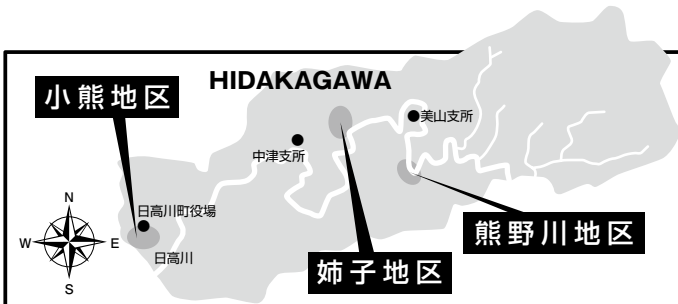 HIDAKAGAWA
小熊地区
美山支所
中津支所
日高川町役場
日高川
熊野川地区
姉子地区
N
W
E
S